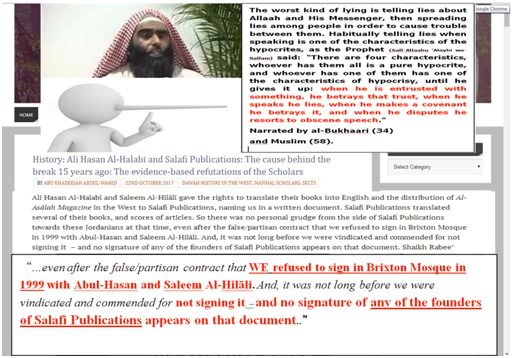 Google Chrome
The worst kind of lying is telling lies about
Allaah and His Messenger, then spreading
lies among people in order to cause trouble
between them. Habitually telling lies when
speaking is one of the characteristics of the
hypocrites, as the Prophet (Sall Allaahu 'Alayhi wa-
Sallam) said: "There are four characteristics,
whoever has them all is a pure hypocrite,
and whoever has one of them has one of
the characteristics of hypocrisy, until he
gives it up: when he is entrusted with
something, he betrays that trust, when he
speaks he lies, when he makes a covenant
he betrays it, and when he disputes he
resorts to obscene speech."
Narrated by al-Bukhaari (34)
and Muslim (58).
HOME
History: Ali Hasan Al-Halabi and Salafi Publications: The cause behind the
break 15 years ago: The evidence-based refutations of the Scholars
BY ABU KHADEEJAH ABDUL-WAHID 22ND OCTOBER 2017 DAWAH HISTORY IN THE WEST, MANHAJ, SCHOLARS, SECTS
Select Category
Ali Hasan Al-Halabi and Saleem Al-Hilāli gave the rights to translate their books into English and the distribution of Al-
Asālah Magazine in the West to Salafi Publications, naming us in a written document. Salafi Publications translated
several of their books, and scores of articles. So there was no personal grudge from the side of Salafi Publications
towards these Jordanians at that time, even after the false/partisan contract that we refused to sign in Brixton Mosque
in 1999 with Abul-Hasan and Saleem Al-Hilāli. And, it was not long before we were vindicated and commended for not
signing it – and no signature of any of the founders of Salafi Publications appears on that document. Shaikh Rabee'
"...even after the false/partisan contract that WE refused to sign in Brixton Mosque in
1999 with Abul-Hasan and Saleem Al-Hilāli. And, it was not long before we were
vindicated and commended for not signing it – and no signature of any of the founders
of Salafi Publications appears on that document.."